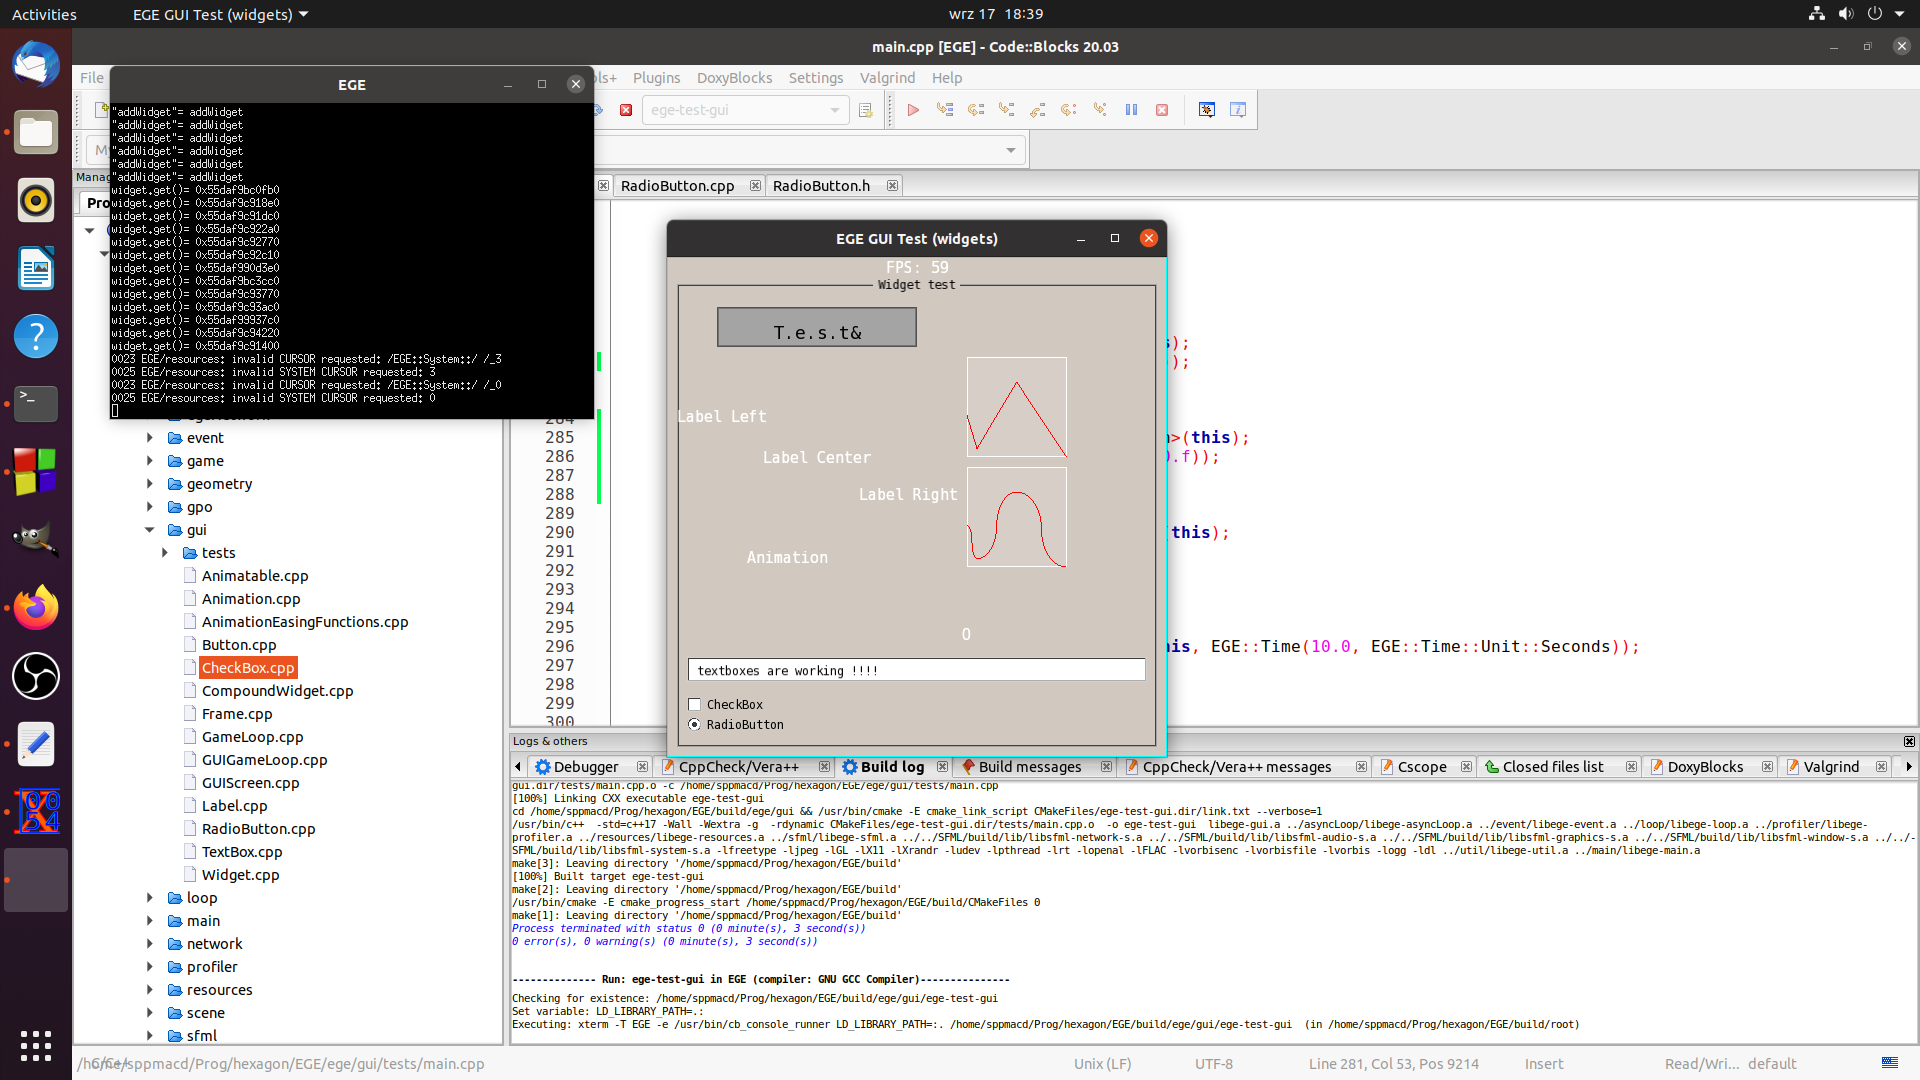 Activities
EGE GUI Test (widgets)
wrz 17 18:39
main.cpp [EGE] - Code::Blocks 20.03
File
ols+ Plugins DoxyBlocks Settings Valgrind Help
ege-test-gui
EGE
"addWidget"= addWidget
"addWidget"= addWidget
"addWidget"= addWidget
"addWidget"= addWidget
"addWidget"= addWidget
"addWidget"= addWidget
widget.get()= 0x55daf9bc0fb0
widget.get()= 0x55daf9c918e0
widget.get()= 0x55daf9c91dc0
widget.get()= 0x55daf9c922a0
widget.get()= 0x55daf9c92770
widget.get()= 0x55daf9c92c10
widget.get()= 0x55daf990d3e0
widget.get()= 0x55daf9bc3cc0
widget.get()= 0x55daf9c93770
widget.get()= 0x55daf9c93ac0
widget.get()= 0x55daf99937c0
widget.get()= 0x55daf9c94220
widget.get()= 0x55daf9c91400
0023 EGE/resources: invalid CURSOR requested: /EGE::System::/ /_3
0025 EGE/resources: invalid SYSTEM CURSOR requested: 3
0023 EGE/resources: invalid CURSOR requested: /EGE::System::/ /_0
0025 EGE/resources: invalid SYSTEM CURSOR requested: 0
Mana
Pro
event
game
geometry
gpo
gui
tests
Animatable.cpp
Animation.cpp
AnimationEasingFunctions.cpp
Button.cpp
CheckBox.cpp
CompoundWidget.cpp
Frame.cpp
GameLoop.cpp
GUIGameLoop.cpp
GUIScreen.cpp
Label.cpp
RadioButton.cpp
TextBox.cpp
Widget.cpp
loop
main
network
profiler
resources
scene
sfml
RadioButton.cpp
RadioButton.h
);
);
285 >(this);
286 .f));
287
288
289
290 this);
291
292
293
294
295
296 is, EGE::Time(10.0, EGE::Time::Unit::Seconds));
297
298
299
300
EGE GUI Test (widgets)
FPS: 59
Widget test
T.e.s.t&
Label Left
Label Center
Label Right
Animation
0
textboxes are working !!!!
CheckBox
RadioButton
Logs & others
Debugger
CppCheck/Vera++
Build log
Build messages
CppCheck/Vera++ messages
Cscope
Closed files list
DoxyBlocks
Valgrind
gui.dir/tests/main.cpp.o -c /home/sppmacd/Prog/hexagon/EGE/ege/gui/tests/main.cpp
[100%] Linking CXX executable ege-test-gui
cd /home/sppmacd/Prog/hexagon/EGE/build/ege/gui && /usr/bin/cmake -E cmake_link_script CMakeFiles/ege-test-gui.dir/link.txt --verbose=1
/usr/bin/c++ -std=c++17 -Wall -Wextra -g -rdynamic CMakeFiles/ege-test-gui.dir/tests/main.cpp.o -o ege-test-gui libege-gui.a ../asyncLoop/libege-asyncLoop.a ../event/libege-event.a ../loop/libege-loop.a ../profiler/libege-
profiler.a ../resources/libege-resources.a ../sfml/libege-sfml.a ../../../SFML/build/lib/libsfml-network-s.a ../../../SFML/build/lib/libsfml-audio-s.a ../../../SFML/build/lib/libsfml-graphics-s.a ../../../SFML/build/lib/libsfml-window-s.a ../../../
SFML/build/lib/libsfml-system-s.a -lfreetype -ljpeg -lGL -lX11 -lXrandr -ludev -lpthread -lrt -lopenal -lFLAC -lvorbisenc -lvorbisfile -lvorbis -logg -ldl ../util/libege-util.a ../main/libege-main.a
make[3]: Leaving directory '/home/sppmacd/Prog/hexagon/EGE/build'
[100%] Built target ege-test-gui
make[2]: Leaving directory '/home/sppmacd/Prog/hexagon/EGE/build'
/usr/bin/cmake -E cmake_progress_start /home/sppmacd/Prog/hexagon/EGE/build/CMakeFiles 0
make[1]: Leaving directory '/home/sppmacd/Prog/hexagon/EGE/build'
Process terminated with status 0 (0 minute(s), 3 second(s))
0 error(s), 0 warning(s) (0 minute(s), 3 second(s))
-------------- Run: ege-test-gui in EGE (compiler: GNU GCC Compiler)---------------
Checking for existence: /home/sppmacd/Prog/hexagon/EGE/build/ege/gui/ege-test-gui
Set variable: LD_LIBRARY_PATH=.:
Executing: xterm -T EGE -e /usr/bin/cb_console_runner LD_LIBRARY_PATH=:. /home/sppmacd/Prog/hexagon/EGE/build/ege/gui/ege-test-gui (in /home/sppmacd/Prog/hexagon/EGE/build/root)
/home/sppmacd/Prog/hexagon/EGE/ege/gui/tests/main.cpp
C/C++
Unix (LF)
UTF-8
Line 281, Col 53, Pos 9214
Insert
Read/Wri...
default